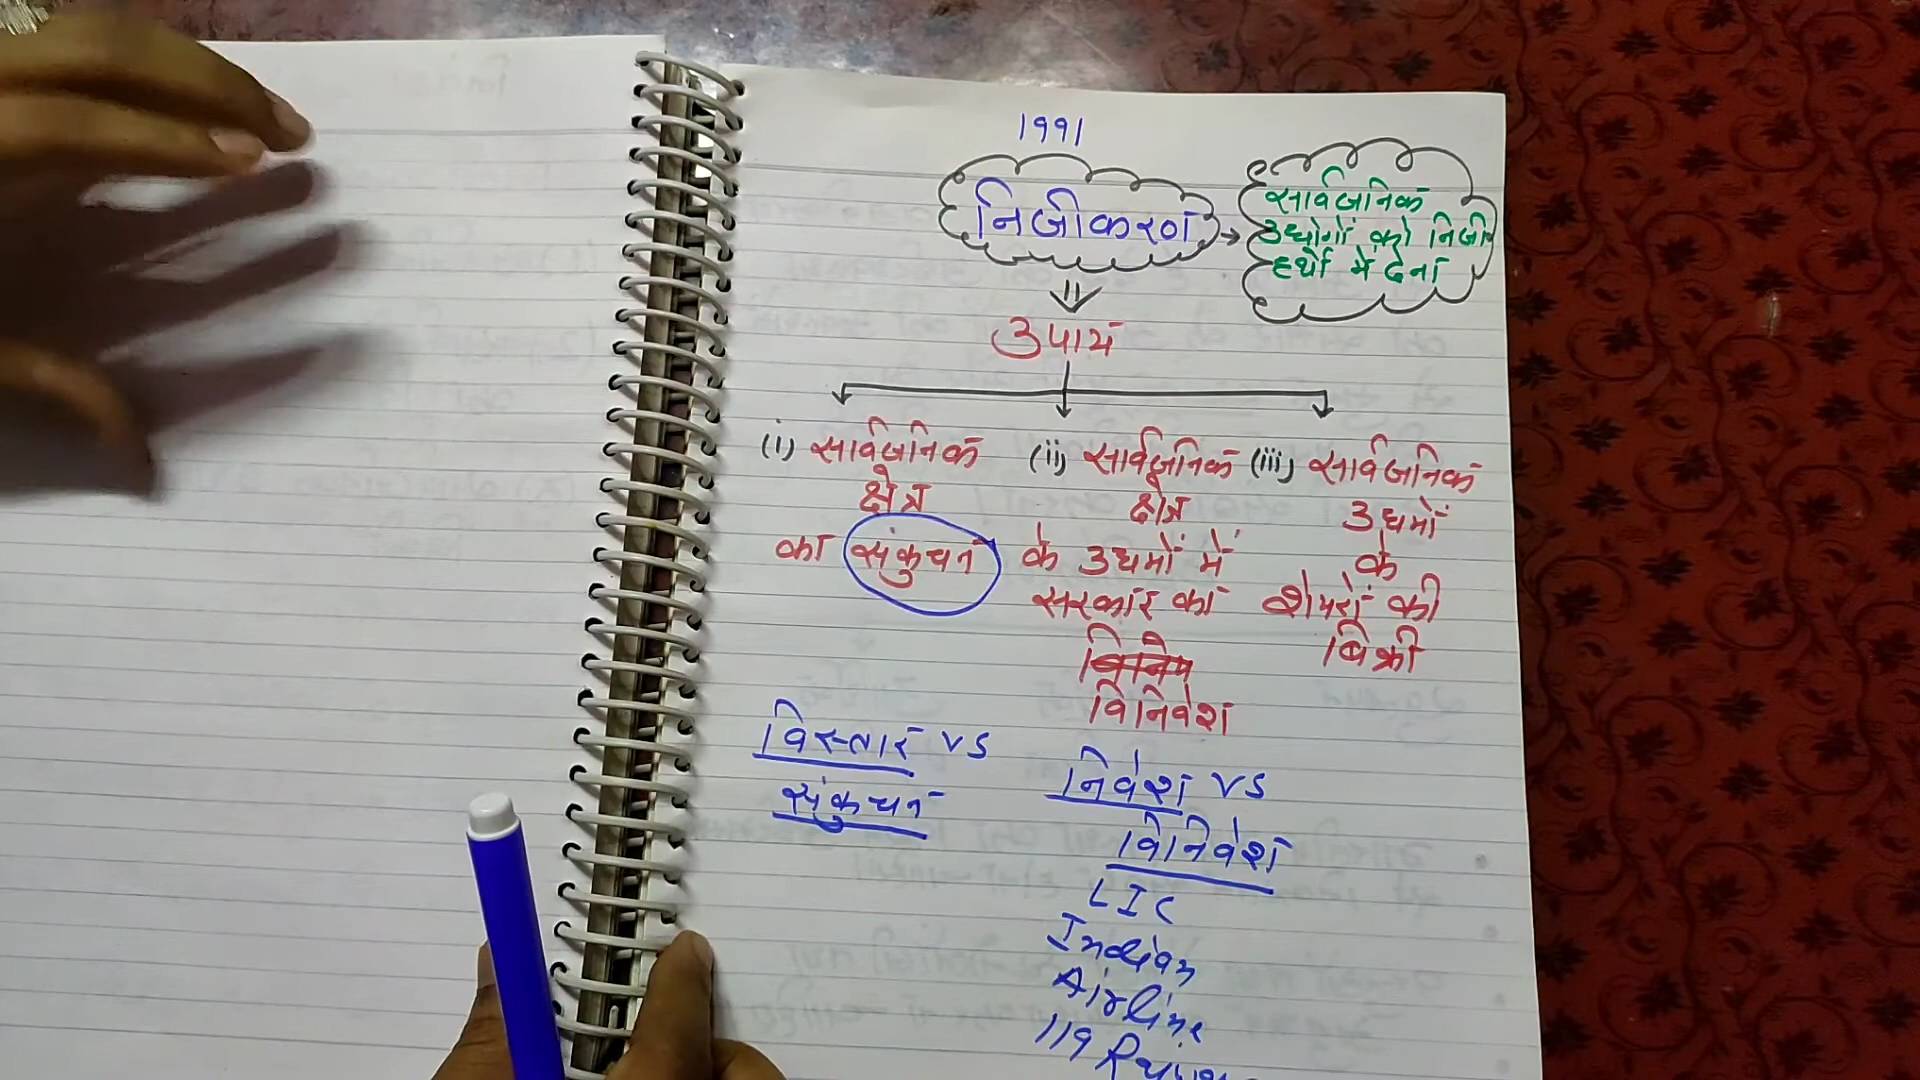 1991
निजीकरण
सार्वजनिक
उद्योगों को निजी
हाथों में देना
उपाय
(i) सार्वजनिक
क्षेत्र
का संकुचन
(ii) सार्वजनिक
क्षेत्र
के उद्यमों में
सरकार का
विनिवेश
(iii) सार्वजनिक
उद्यमों
के
शेयरों की
बिक्री
विस्तार VS
संकुचन
निवेश VS
विनिवेश
LIC
Indian
Airline
119